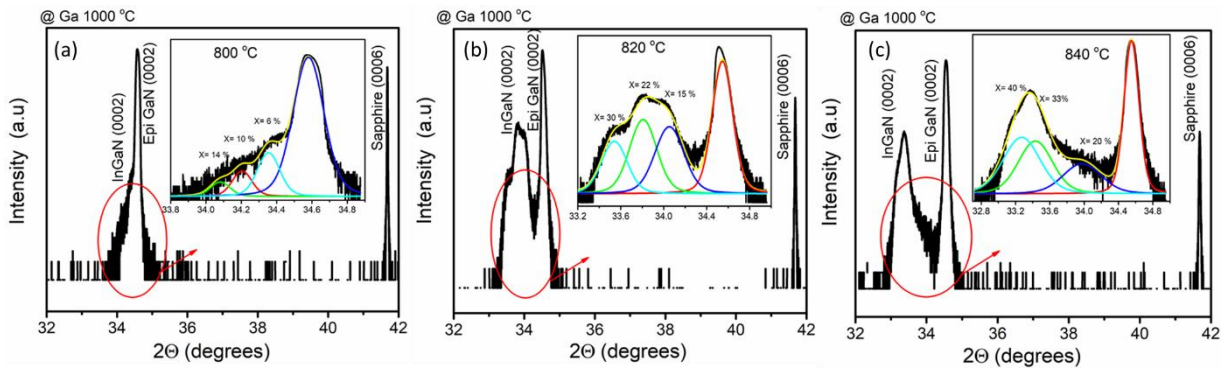 @ Ga 1000 °C
(a)
800 °C
InGaN (0002)
Epi GaN (0002)
Sapphire (0006)
X= 14 %
X= 10 %
X= 6 %
33.8 34.0 34.2 34.4 34.6 34.8
Intensity (a.u)
32 34 36 38 40 42
2Θ (degrees)
@ Ga 1000 °C
(b)
820 °C
InGaN (0002)
Epi GaN (0002)
Sapphire (0006)
X= 30 %
X= 22 %
X= 15 %
33.2 33.6 34.0 34.4 34.8
Intensity (a.u)
32 34 36 38 40 42
2Θ (degrees)
@ Ga 1000 °C
(c)
840 °C
InGaN (0002)
Epi GaN (0002)
Sapphire (0006)
X= 40 %
X= 33%
X= 20 %
32.8 33.2 33.6 34.0 34.4 34.8
Intensity (a.u)
32 34 36 38 40 42
2Θ (degrees)